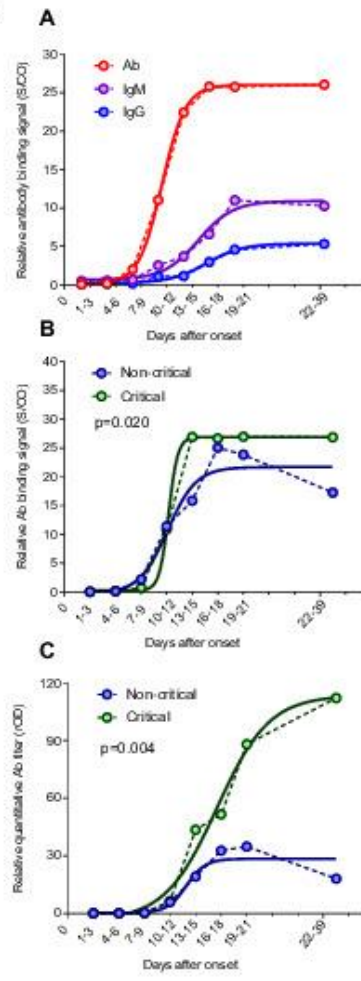 A
Relative antibody binding signal (S/CO)
30
25
20
15
10
5
0
Ab
IgM
IgG
0
1-3
4-6
7-9
10-12
13-15
16-18
19-21
22-39
Days after onset
B
Relative Ab binding signal (S/CO)
40
35
30
25
20
15
10
5
0
Non-critical
Critical
p=0.020
0
1-3
4-6
7-9
10-12
13-15
16-18
19-21
22-39
Days after onset
C
Relative quantitative Ab titer (rOD)
120
90
60
30
0
Non-critical
Critical
p=0.004
0
1-3
4-6
7-9
10-12
13-15
16-18
19-21
22-39
Days after onset